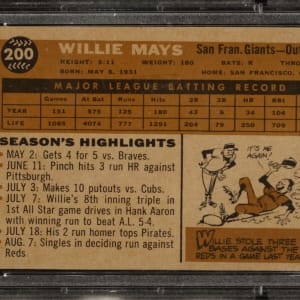 200
WILLIE MAYS
San Fran. Giants—Out
HEIGHT: 5:11 WEIGHT: 180 BATS: R
BORN: MAY 6, 1931 HOME: SAN FRANCISCO,
MAJOR LEAGUE BATTING RECORD
Games At Bat Runs Hits 2B 3B HR RBI
YEAR 151 575 125 180 43 5 34 104
LIFE 1065 4074 777 1291 209 250 709
SEASON'S HIGHLIGHTS
MAY 2: Gets 4 for 5 vs. Braves.
JUNE 11: Pinch hits 3 run HR against
Pittsburgh.
JULY 3: Makes 10 putouts vs. Cubs.
JULY 7: Willie's 8th inning triple in
1st All Star game drives in Hank Aaron
with winning run to beat A.L. 5-4.
JULY 18: His 2 run homer tops Pirates.
AUG. 7: Singles in deciding run against
Reds
IT'S ME
AGAIN!
WILLIE STOLE THREE
BASES AGAINST THE
REDS IN A GAME LAST YEA